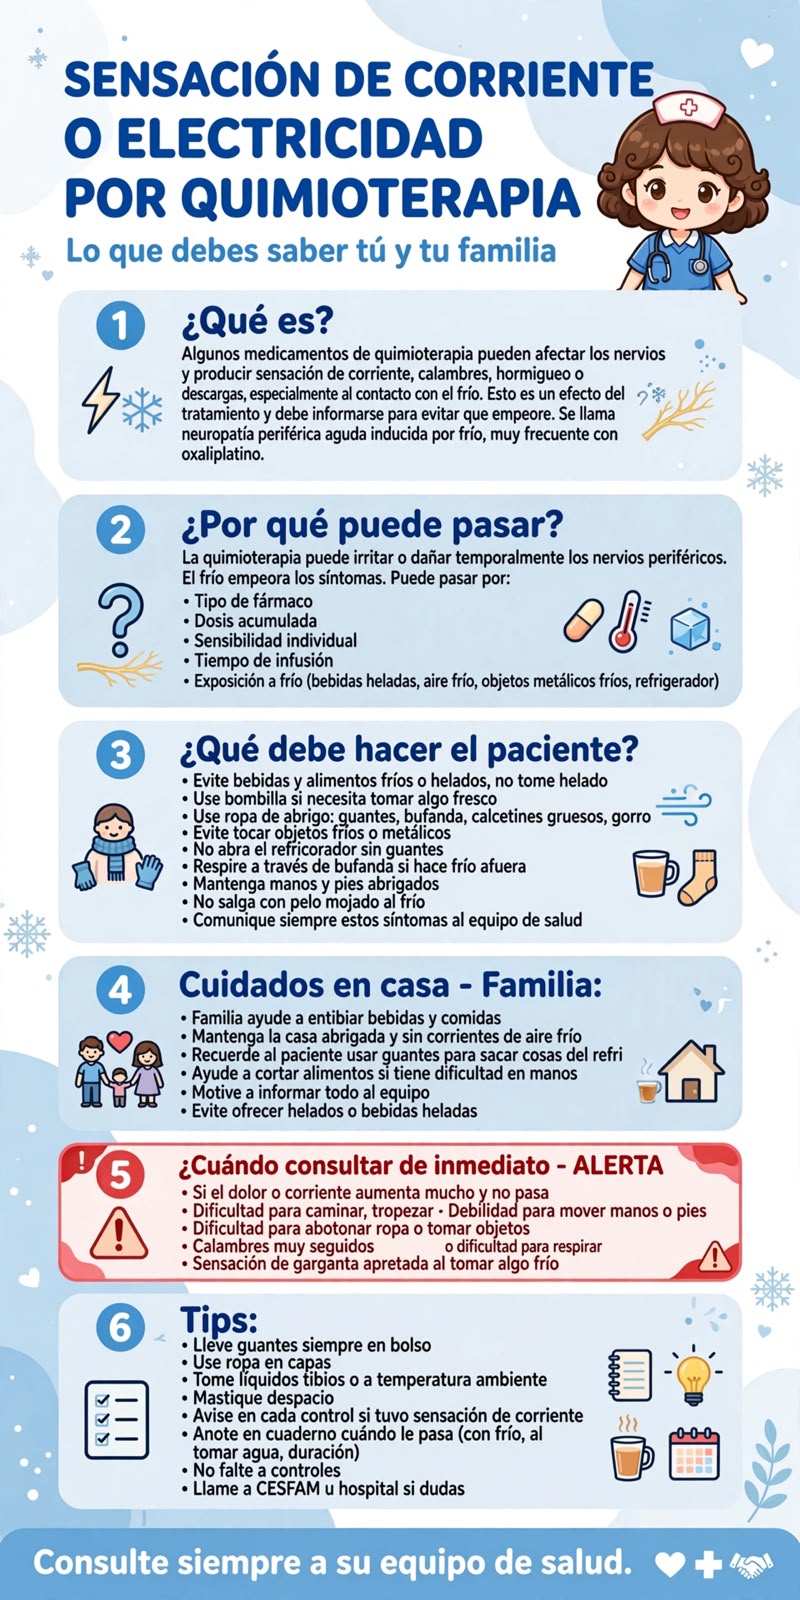 SENSACIÓN DE CORRIENTE
O ELECTRICIDAD
POR QUIMIOTERAPIA
Lo que debes saber tú y tu familia
1
¿Qué es?
Algunos medicamentos de quimioterapia pueden afectar los nervios
y producir sensación de corriente, calambres, hormigueo o
descargas, especialmente al contacto con el frío. Esto es un efecto del
tratamiento y debe informarse para evitar que empeore. Se llama
neuropatía periférica aguda inducida por frío, muy frecuente con
oxaliplatino.
2
¿Por qué puede pasar?
La quimioterapia puede irritar o dañar temporalmente los nervios periféricos.
El frío empeora los síntomas. Puede pasar por:
• Tipo de fármaco
• Dosis acumulada
• Sensibilidad individual
• Tiempo de infusión
• Exposición a frío (bebidas heladas, aire frío, objetos metálicos fríos, refrigerador)
3
¿Qué debe hacer el paciente?
• Evite bebidas y alimentos fríos o helados, no tome helado
• Use bombilla si necesita tomar algo fresco
• Use ropa de abrigo: guantes, bufanda, calcetines gruesos, gorro
• Evite tocar objetos fríos o metálicos
• No abra el refricorador sin guantes
• Respire a través de bufanda si hace frío afuera
• Mantenga manos y pies abrigados
• No salga con pelo mojado al frío
• Comunique siempre estos síntomas al equipo de salud
4
Cuidados en casa - Familia:
• Familia ayude a entibiar bebidas y comidas
• Mantenga la casa abrigada y sin corrientes de aire frío
• Recuerde al paciente usar guantes para sacar cosas del refri
• Ayude a cortar alimentos si tiene dificultad en manos
• Motive a informar todo al equipo
• Evite ofrecer helados o bebidas heladas
!
5
¿Cuándo consultar de inmediato - ALERTA
• Si el dolor o corriente aumenta mucho y no pasa
• Dificultad para caminar, tropezar · Debilidad para mover manos o pies
• Dificultad para abotonar ropa o tomar objetos
• Calambres muy seguidos o dificultad para respirar
• Sensación de garganta apretada al tomar algo frío
6
Tips:
• Lleve guantes siempre en bolso
• Use ropa en capas
• Tome líquidos tibios o a temperatura ambiente
• Mastique despacio
• Avise en cada control si tuvo sensación de corriente
• Anote en cuaderno cuándo le pasa (con frío, al
tomar agua, duración)
• No falte a controles
• Llame a CESFAM u hospital si dudas
Consulte siempre a su equipo de salud.